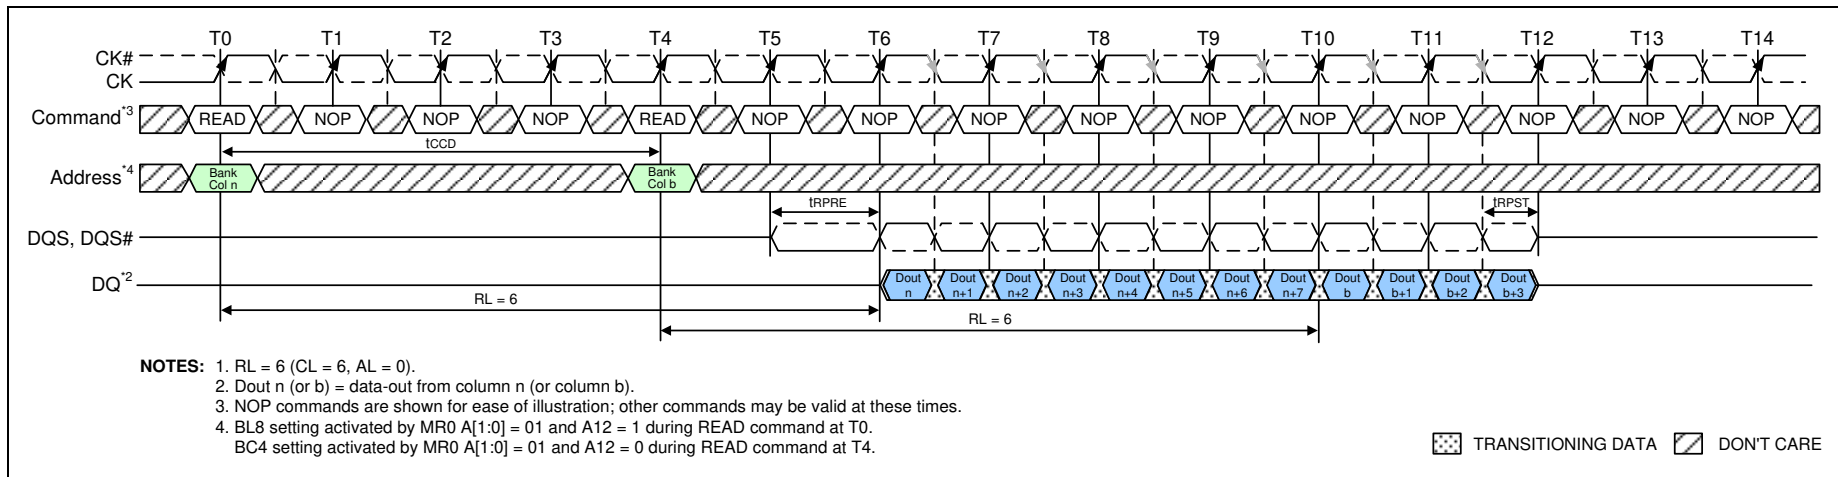 T0 T1 T2 T3 T4 T5 T6 T7 T8 T9 T10 T11 T12 T13 T14
CK#
CK
Command*3 READ NOP NOP NOP READ NOP NOP NOP NOP NOP NOP NOP NOP NOP NOP
tCCD
Address*4 Bank Col n Bank Col b
tRPRE tRPST
DQS, DQS#
DQ*2 Dout n Dout n+1 Dout n+2 Dout n+3 Dout n+4 Dout n+5 Dout n+6 Dout n+7 Dout b Dout b+1 Dout b+2 Dout b+3
RL = 6
RL = 6
NOTES: 1. RL = 6 (CL = 6, AL = 0).
2. Dout n (or b) = data-out from column n (or column b).
3. NOP commands are shown for ease of illustration; other commands may be valid at these times.
4. BL8 setting activated by MR0 A[1:0] = 01 and A12 = 1 during READ command at T0.
BC4 setting activated by MR0 A[1:0] = 01 and A12 = 0 during READ command at T4.
TRANSITIONING DATA DON'T CARE